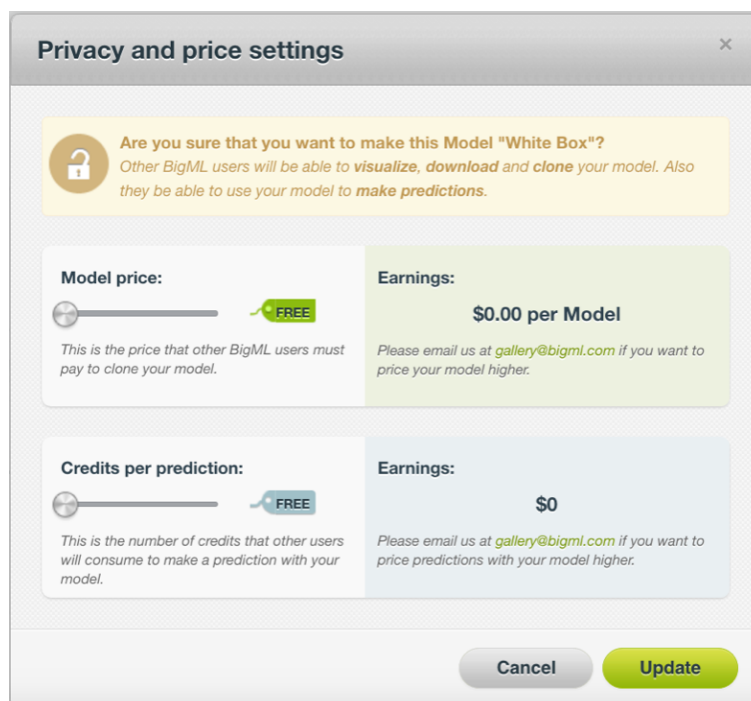 Privacy and price settings
×
Are you sure that you want to make this Model "White Box"?
Other BigML users will be able to visualize, download and clone your model. Also
they be able to use your model to make predictions.
Model price:
FREE
This is the price that other BigML users must
pay to clone your model.
Earnings:
$0.00 per Model
Please email us at gallery@bigml.com if you want to
price your model higher.
Credits per prediction:
FREE
This is the number of credits that other users
will consume to make a prediction with your
model.
Earnings:
$0
Please email us at gallery@bigml.com if you want to
price predictions with your model higher.
Cancel
Update